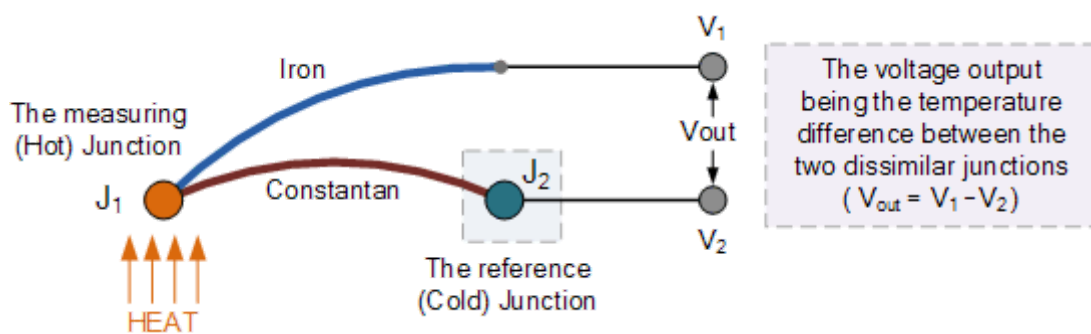 V₁
Iron
The measuring
(Hot) Junction
J₁
Constantan
J₂
Vout
V₂
The reference
(Cold) Junction
HEAT
The voltage output
being the temperature
difference between the
two dissimilar junctions
( Vout = V₁ – V₂ )